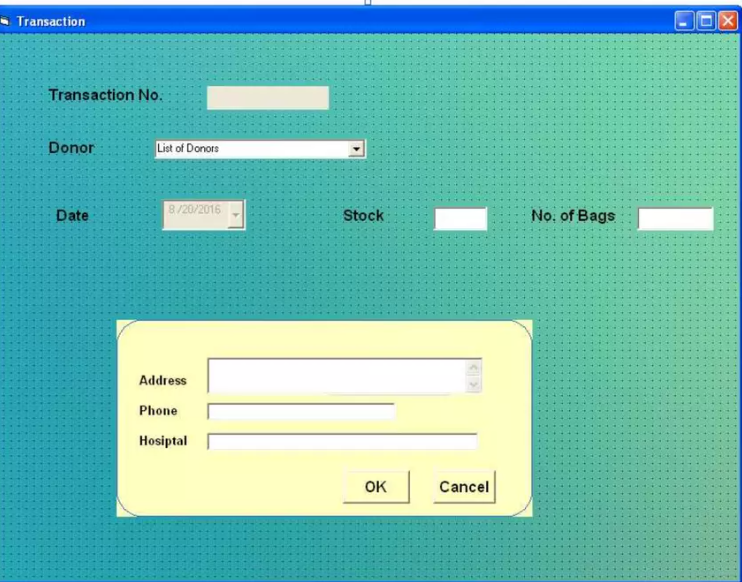 Transaction
Transaction No.
Donor List of Donors
Date 8/20/2016 Stock No. of Bags
Address
Phone
Hosiptal
OK Cancel